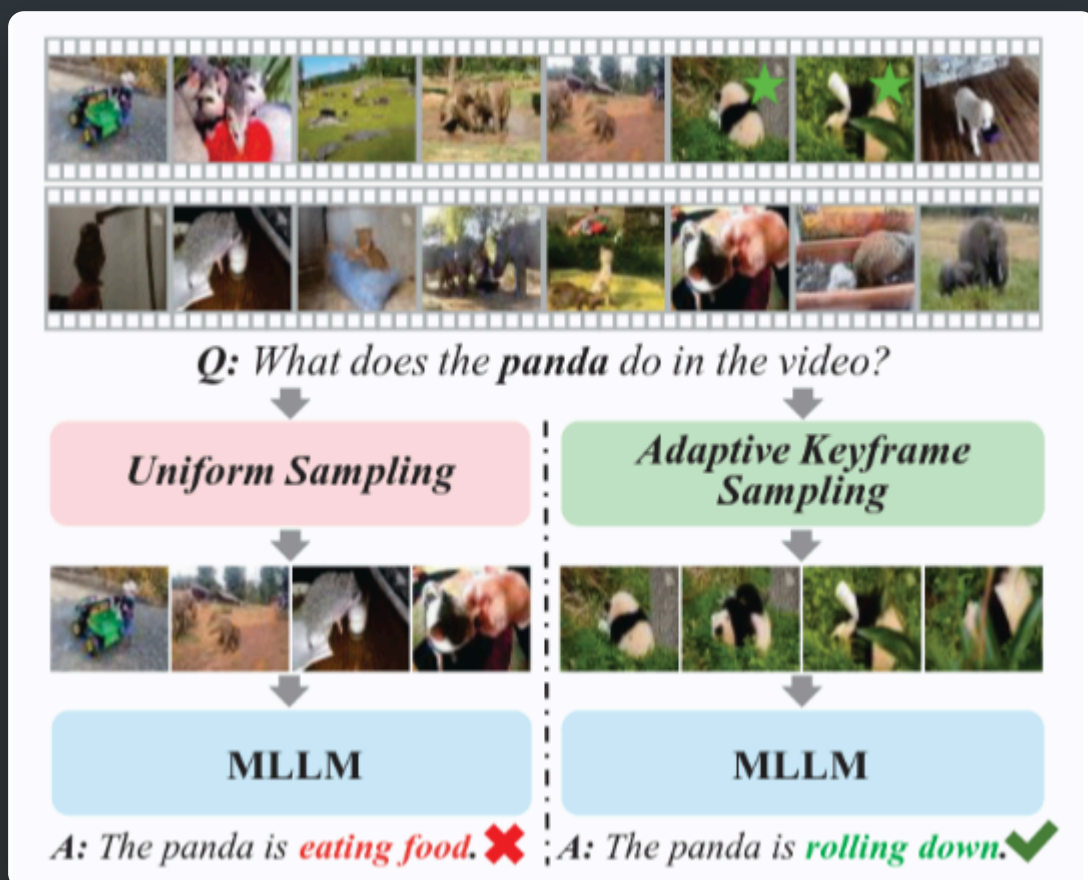 Q: What does the panda do in the video?
Uniform Sampling
Adaptive Keyframe
Sampling
MLLM
MLLM
A: The panda is eating food.
A: The panda is rolling down.